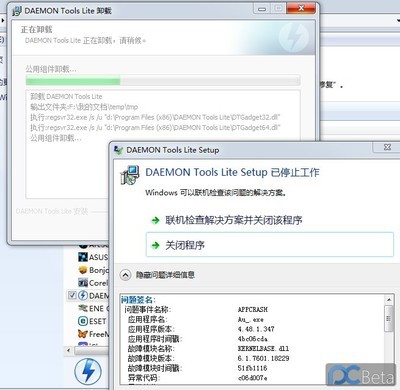 DAEMON Tools Lite 卸载
正在卸载
DAEMON Tools Lite 正在卸载，请稍候。
公用组件卸载...
卸载 DAEMON Tools Lite
输出文件夹:F:\我的文档\temp\tmp
执行:regsvr32.exe /s /u "d:\Program Files (x86)\DAEMON Tools Lite\DTGadget32.dll"
执行:regsvr32.exe /s /u "d:\Program Files (x86)\DAEMON Tools Lite\DTGadget64.dll"
公用组件卸载...
DAEMON Tools Lite
修复"。
DAEMON Tools Lite Setup
DAEMON Tools Lite Setup 已停止工作
Windows 可以联机检查该问题的解决方案。
联机检查解决方案并关闭该程序
关闭程序
隐藏问题详细信息
问题签名:
问题事件名称: APPCRASH
应用程序名: Au_.exe
应用程序版本: 4.48.1.347
应用程序时间戳: 4bc06cda
故障模块名称: KERNELBASE.dll
故障模块版本: 6.1.7601.18229
故障模块时间戳: 51fb1116
异常代码: c06d007e
ASUS
Bonjo
Corel
DAEM
ENE C
ESET
FreeM
pcBeta